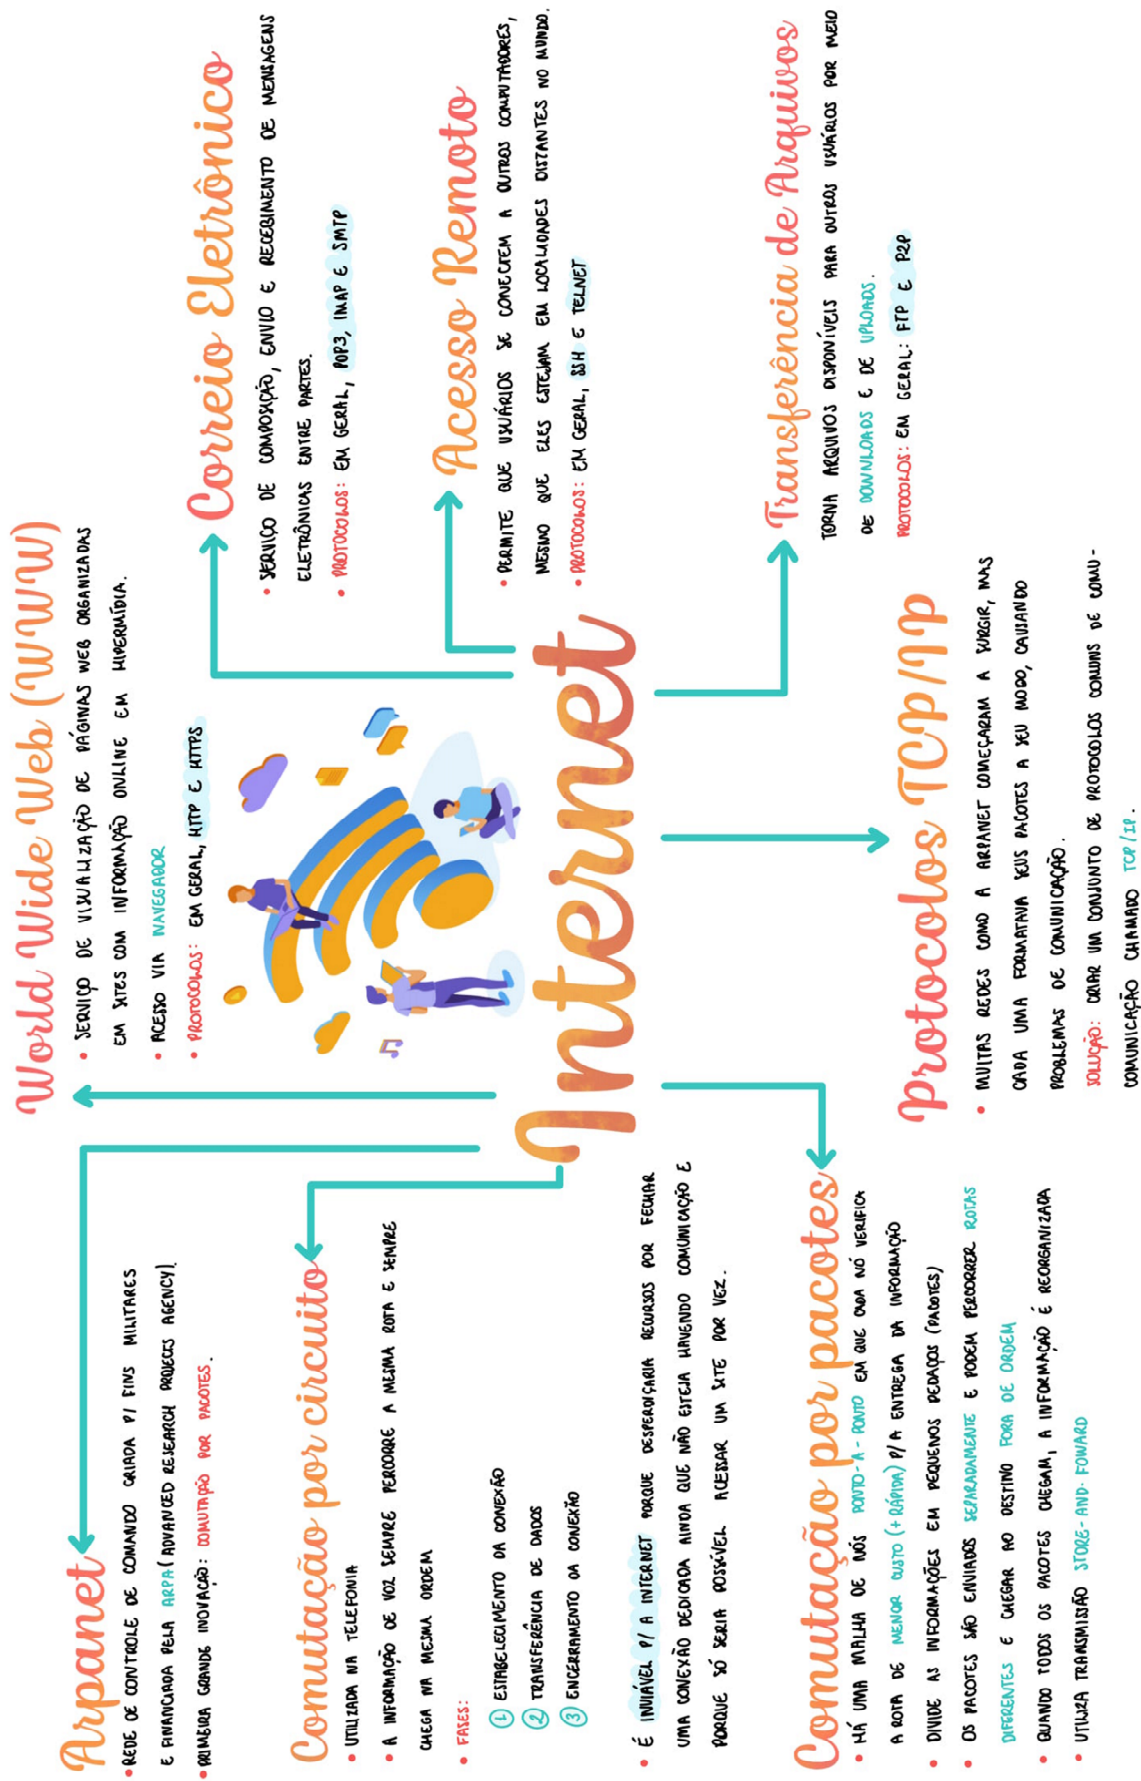 Internet
Arpanet
• REDE DE CONTROLE DE COMANDO CRIADA P/ FINS MILITARES
E FINANCIADA PELA ARPA (ADVANCED RESEARCH PROJECTS AGENCY).
• PRIMEIRA GRANDE INOVAÇÃO: COMUTAÇÃO POR PACOTES.
Comutação por circuito
• UTILIZADA NA TELEFONIA
• A INFORMAÇÃO DE VOZ SEMPRE PERCORRE A MESMA ROTA E SEMPRE
CHEGA NA MESMA ORDEM
• FASES:
1 ESTABELECIMENTO DA CONEXÃO
2 TRANSFERÊNCIA DE DADOS
3 ENCERRAMENTO DA CONEXÃO
• É INVIÁVEL P/ A INTERNET PORQUE DESPERDIÇARIA RECURSOS POR FECHAR
UMA CONEXÃO DEDICADA AINDA QUE NÃO ESTEJA HAVENDO COMUNICAÇÃO E
PORQUE SÓ SERIA POSSÍVEL ACESSAR UM SITE POR VEZ.
Comutação por pacotes
• HÁ UMA MALHA DE NÓS PONTO-A-PONTO EM QUE CADA NÓ VERIFICA
A ROTA DE MENOR CUSTO (+ RÁPIDA) P/ A ENTREGA DA INFORMAÇÃO
• DIVIDE AS INFORMAÇÕES EM PEQUENOS PEDAÇOS (PACOTES)
• OS PACOTES SÃO ENVIADOS SEPARADAMENTE E PODEM PERCORRER ROTAS
DIFERENTES E CHEGAR AO DESTINO FORA DE ORDEM
• QUANDO TODOS OS PACOTES CHEGAM, A INFORMAÇÃO É REORGANIZADA
• UTILIZA TRASMISSÃO STORE-AND-FOWARD
World Wide Web (WWW)
• SERVIÇO DE VISUALIZAÇÃO DE PÁGINAS WEB ORGANIZADAS
EM SITES COM INFORMAÇÃO ONLINE EM HIPERMÍDIA.
• ACESSO VIA NAVEGADOR
• PROTOCOLOS: EM GERAL, HTTP E HTTPS
Protocolos TCP/IP
• MUITAS REDES COMO A ARPANET COMEÇARAM A SURGIR, MAS
CADA UMA FORMATAVA SEUS PACOTES A SEU MODO, CAUSANDO
PROBLEMAS DE COMUNICAÇÃO.
SOLUÇÃO: CRIAR UM CONJUNTO DE PROTOCOLOS COMUNS DE COMU-
COMUNICAÇÃO CHAMADO TCP/IP.
Correio Eletrônico
• SERVIÇO DE COMPOSIÇÃO, ENVIO E RECEBIMENTO DE MENSAGENS
ELETRÔNICAS ENTRE PARTES.
• PROTOCOLOS: EM GERAL, POP3, IMAP E SMTP
Acesso Remoto
• PERMITE QUE USUÁRIOS SE CONECTEM A OUTROS COMPUTADORES,
MESMO QUE ELES ESTEJAM EM LOCALIDADES DISTANTES NO MUNDO.
• PROTOCOLOS: EM GERAL, SSH E TELNET
Transferência de Arquivos
TORNA ARQUIVOS DISPONÍVEIS PARA OUTROS USUÁRIOS POR MEIO
DE DOWNLOADS E DE UPLOADS.
PROTOCOLOS: EM GERAL: FTP E P2P